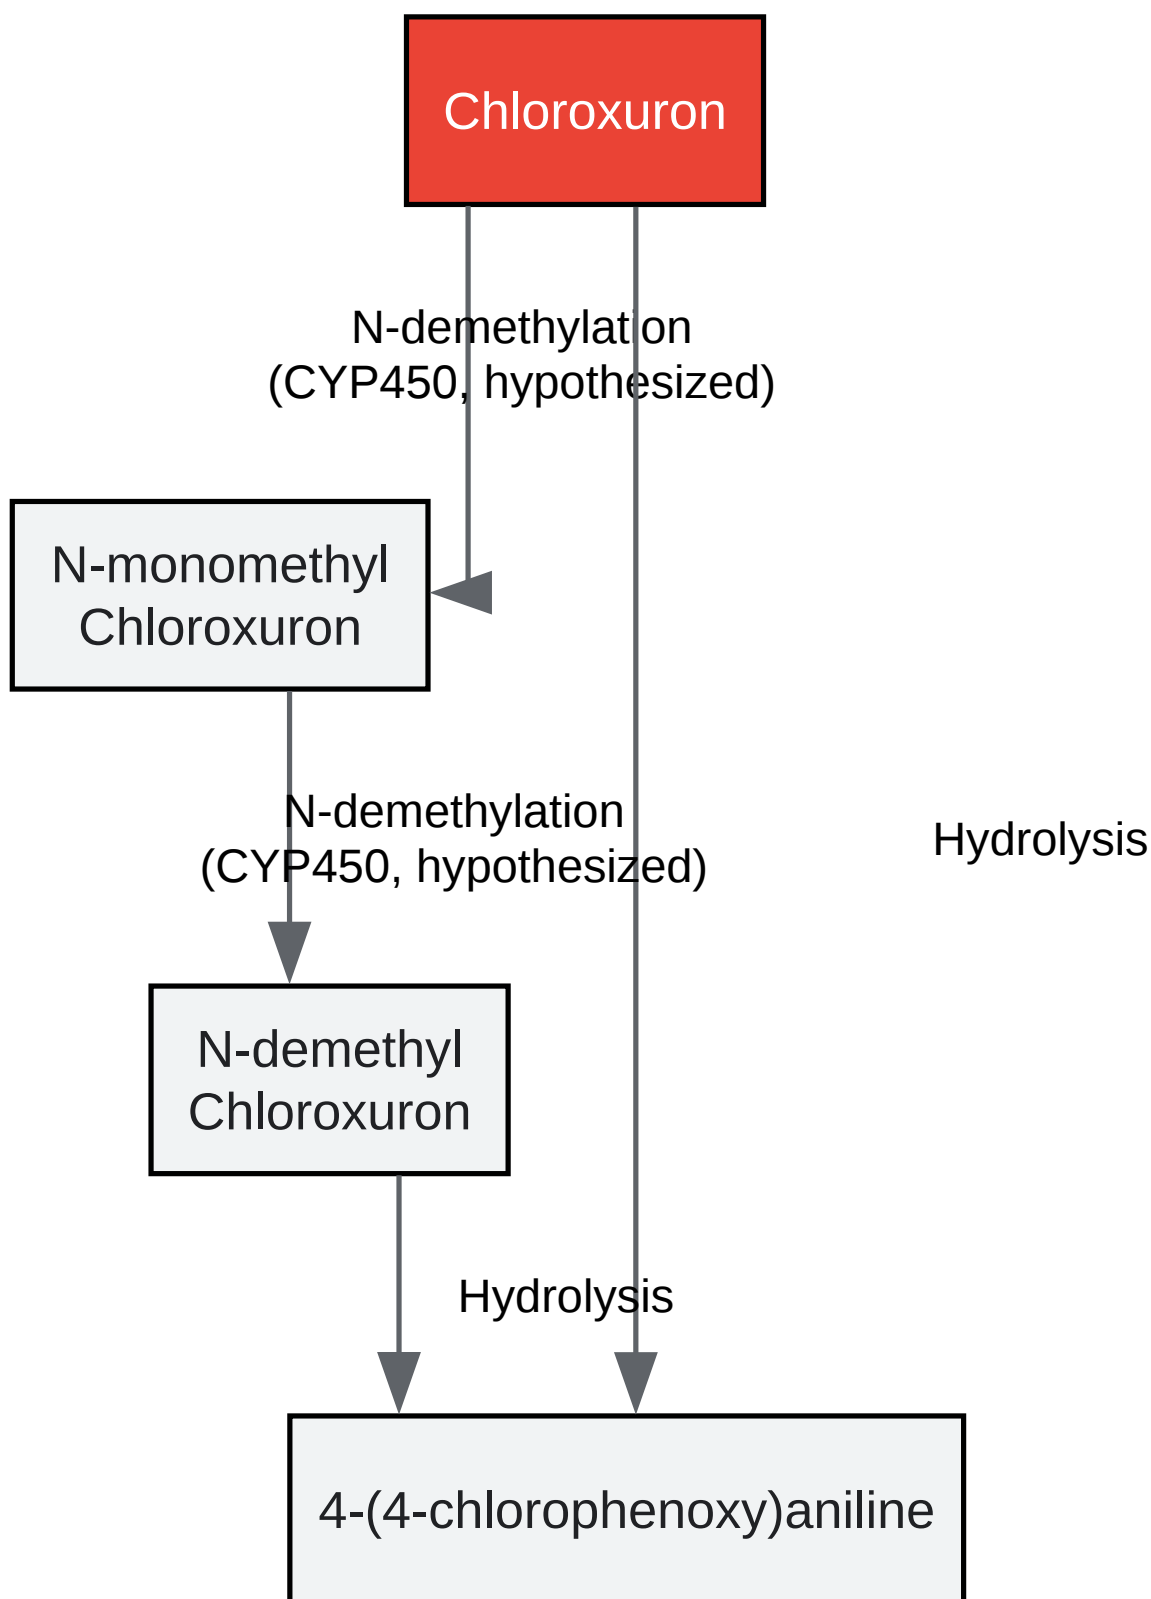 Chloroxuron
N-demethylation
(CYP450, hypothesized)
N-monomethyl
Chloroxuron
N-demethylation
(CYP450, hypothesized)
Hydrolysis
N-demethyl
Chloroxuron
Hydrolysis
4-(4-chlorophenoxy)aniline